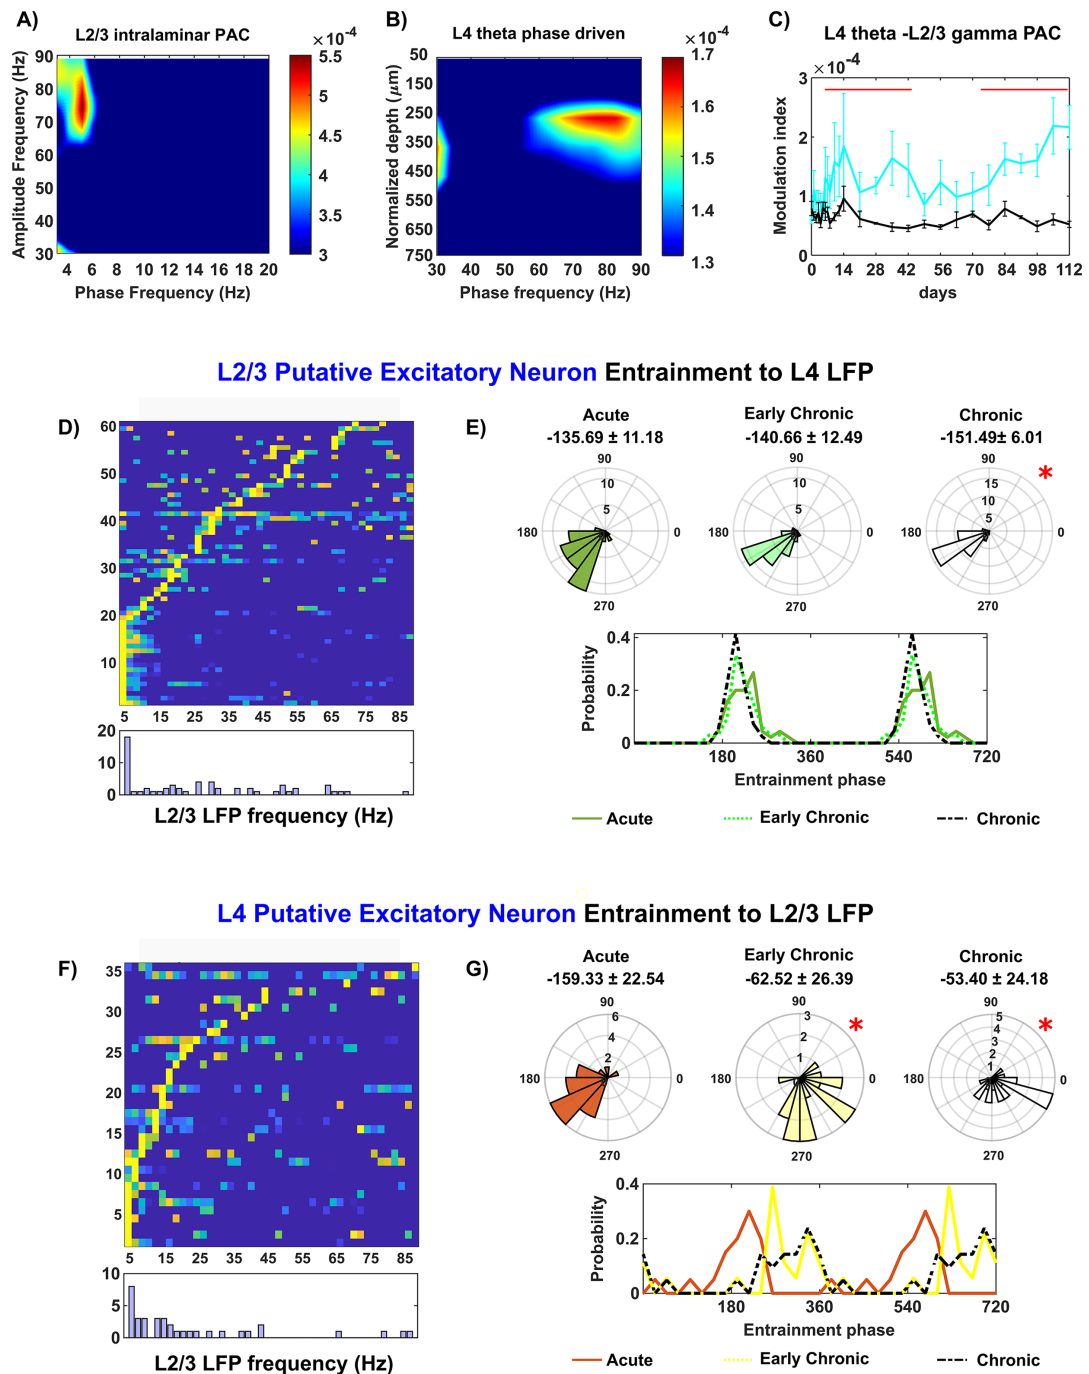 A)
L2/3 intralaminar PAC
×10⁻⁴
Amplitude Frequency (Hz)
90
80
70
60
50
40
30
4 6 8 10 12 14 16 18 20
Phase Frequency (Hz)
5.5
5
4.5
4
3.5
3
B)
L4 theta phase driven
×10⁻⁴
Normalized depth (μm)
50
150
250
350
450
550
650
750
30 40 50 60 70 80 90
Phase frequency (Hz)
1.7
1.6
1.5
1.4
1.3
C)
L4 theta -L2/3 gamma PAC
×10⁻⁴
Modulation index
3
2
1
0
0 14 28 42 56 70 84 98 112
days
L2/3 Putative Excitatory Neuron Entrainment to L4 LFP
D)
60
50
40
30
20
10
5 15 25 35 45 55 65 75 85
20
10
0
L2/3 LFP frequency (Hz)
E)
Acute
-135.69 ± 11.18
90
10
5
180
0
270
Early Chronic
-140.66 ± 12.49
90
10
5
180
0
270
Chronic
-151.49± 6.01
*
90
15
10
5
180
0
270
Probability
0.4
0.2
0
180 360 540 720
Entrainment phase
Acute Early Chronic Chronic
L4 Putative Excitatory Neuron Entrainment to L2/3 LFP
F)
35
30
25
20
15
10
5
5 15 25 35 45 55 65 75 85
10
5
0
L2/3 LFP frequency (Hz)
G)
Acute
-159.33 ± 22.54
90
6
4
2
180
0
270
Early Chronic
-62.52 ± 26.39
*
90
3
2
1
180
0
270
Chronic
-53.40 ± 24.18
*
90
5
4
3
2
1
180
0
270
Probability
0.4
0.2
0
180 360 540 720
Entrainment phase
Acute Early Chronic Chronic